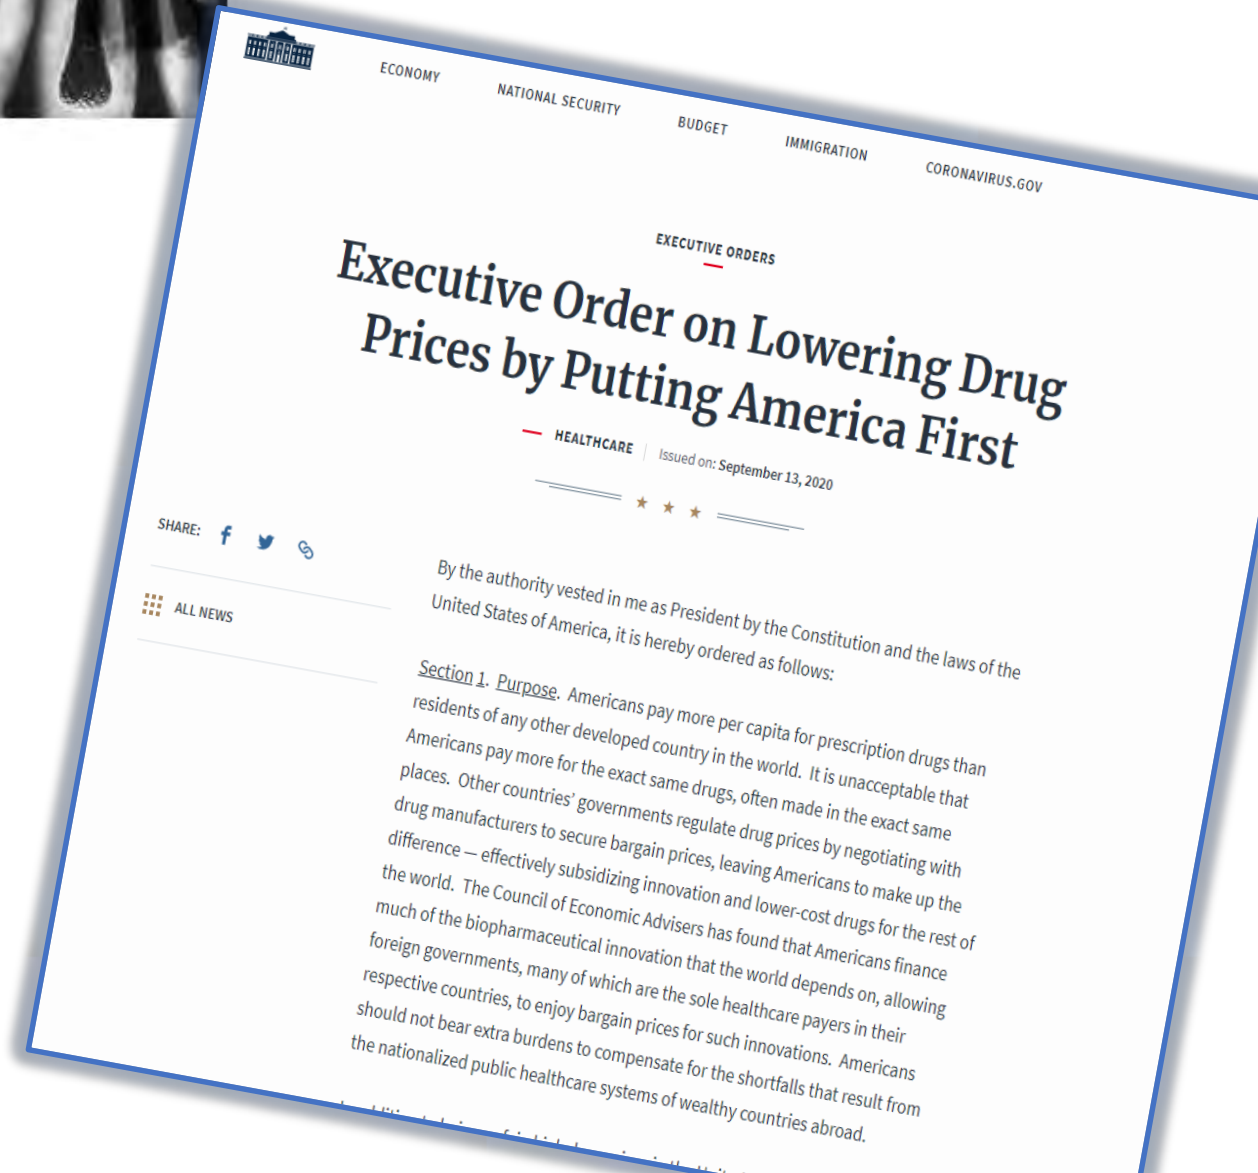 ECONOMY NATIONAL SECURITY BUDGET IMMIGRATION CORONAVIRUS.GOV
EXECUTIVE ORDERS
Executive Order on Lowering Drug
Prices by Putting America First
HEALTHCARE Issued on: September 13, 2020
SHARE:
ALL NEWS
By the authority vested in me as President by the Constitution and the laws of the
United States of America, it is hereby ordered as follows:
Section 1. Purpose. Americans pay more per capita for prescription drugs than
residents of any other developed country in the world. It is unacceptable that
Americans pay more for the exact same drugs, often made in the exact same
places. Other countries’ governments regulate drug prices by negotiating with
drug manufacturers to secure bargain prices, leaving Americans to make up the
difference — effectively subsidizing innovation and lower-cost drugs for the rest of
the world. The Council of Economic Advisers has found that Americans finance
much of the biopharmaceutical innovation that the world depends on, allowing
foreign governments, many of which are the sole healthcare payers in their
respective countries, to enjoy bargain prices for such innovations. Americans
should not bear extra burdens to compensate for the shortfalls that result from
the nationalized public healthcare systems of wealthy countries abroad.